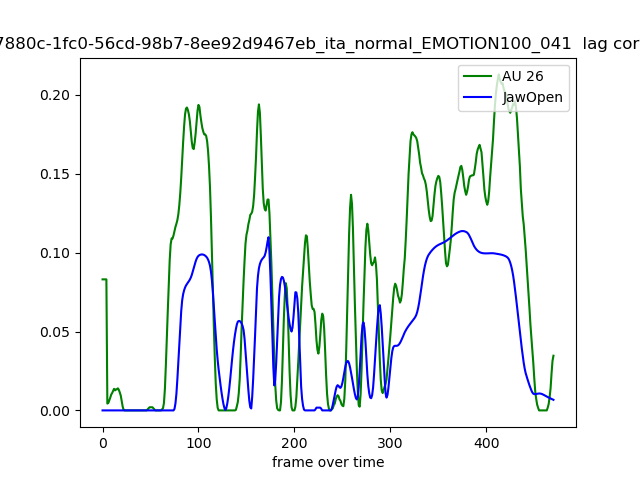 7880c-1fc0-56cd-98b7-8ee92d9467eb_ita_normal_EMOTION100_041 lag cor
AU 26
JawOpen
0.20
0.15
0.10
0.05
0.00
0 100 200 300 400
frame over time